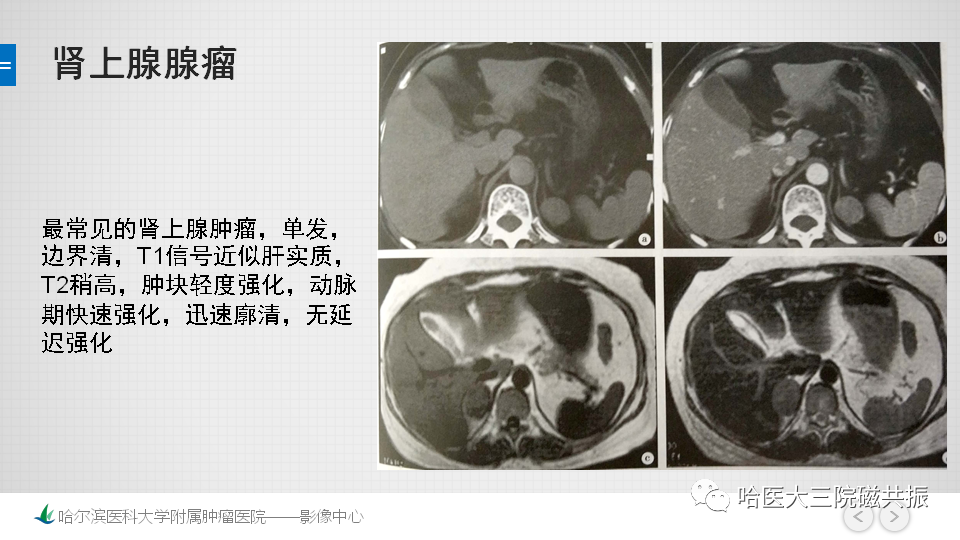 肾上腺腺瘤
最常见的肾上腺肿瘤，单发，
边界清，T1信号近似肝实质，
T2稍高，肿块轻度强化，动脉
期快速强化，迅速廓清，无延
迟强化
a
b
c
哈医大三院磁共振
哈尔滨医科大学附属肿瘤医院——影像中心